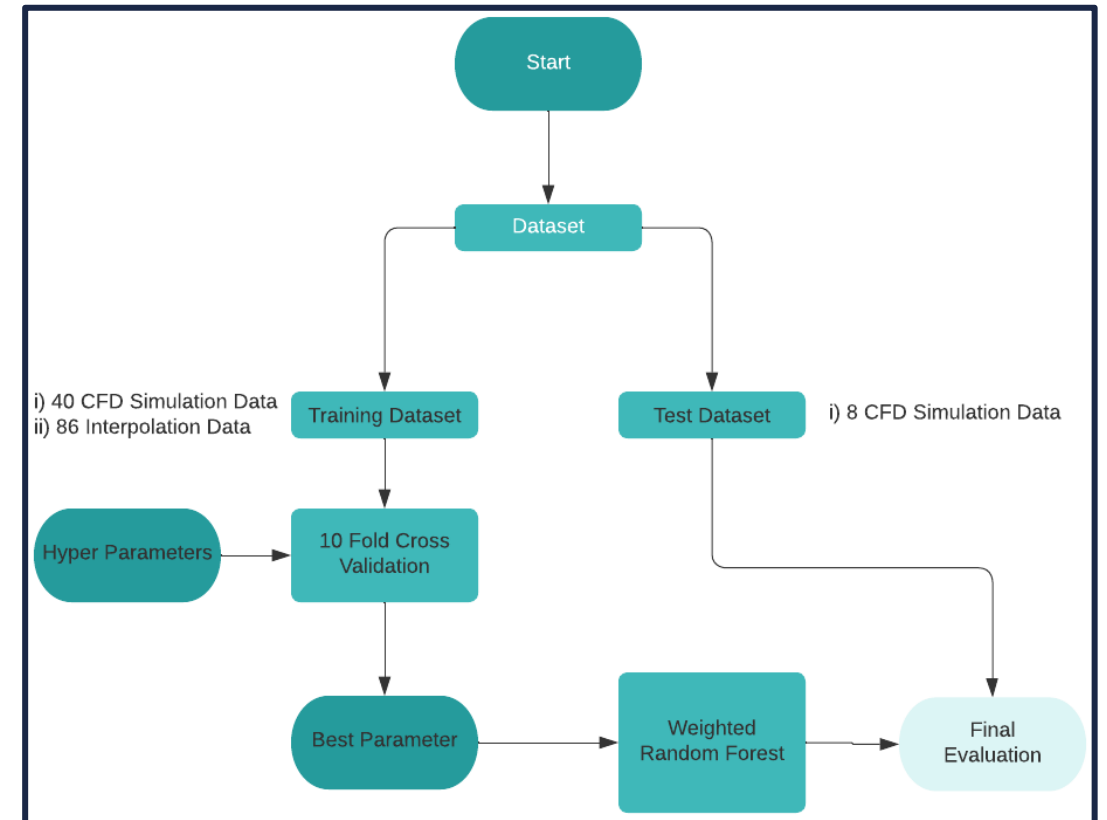 Start
Dataset
i) 40 CFD Simulation Data
ii) 86 Interpolation Data
Training Dataset
Test Dataset
i) 8 CFD Simulation Data
Hyper Parameters
10 Fold Cross
Validation
Best Parameter
Weighted
Random Forest
Final
Evaluation